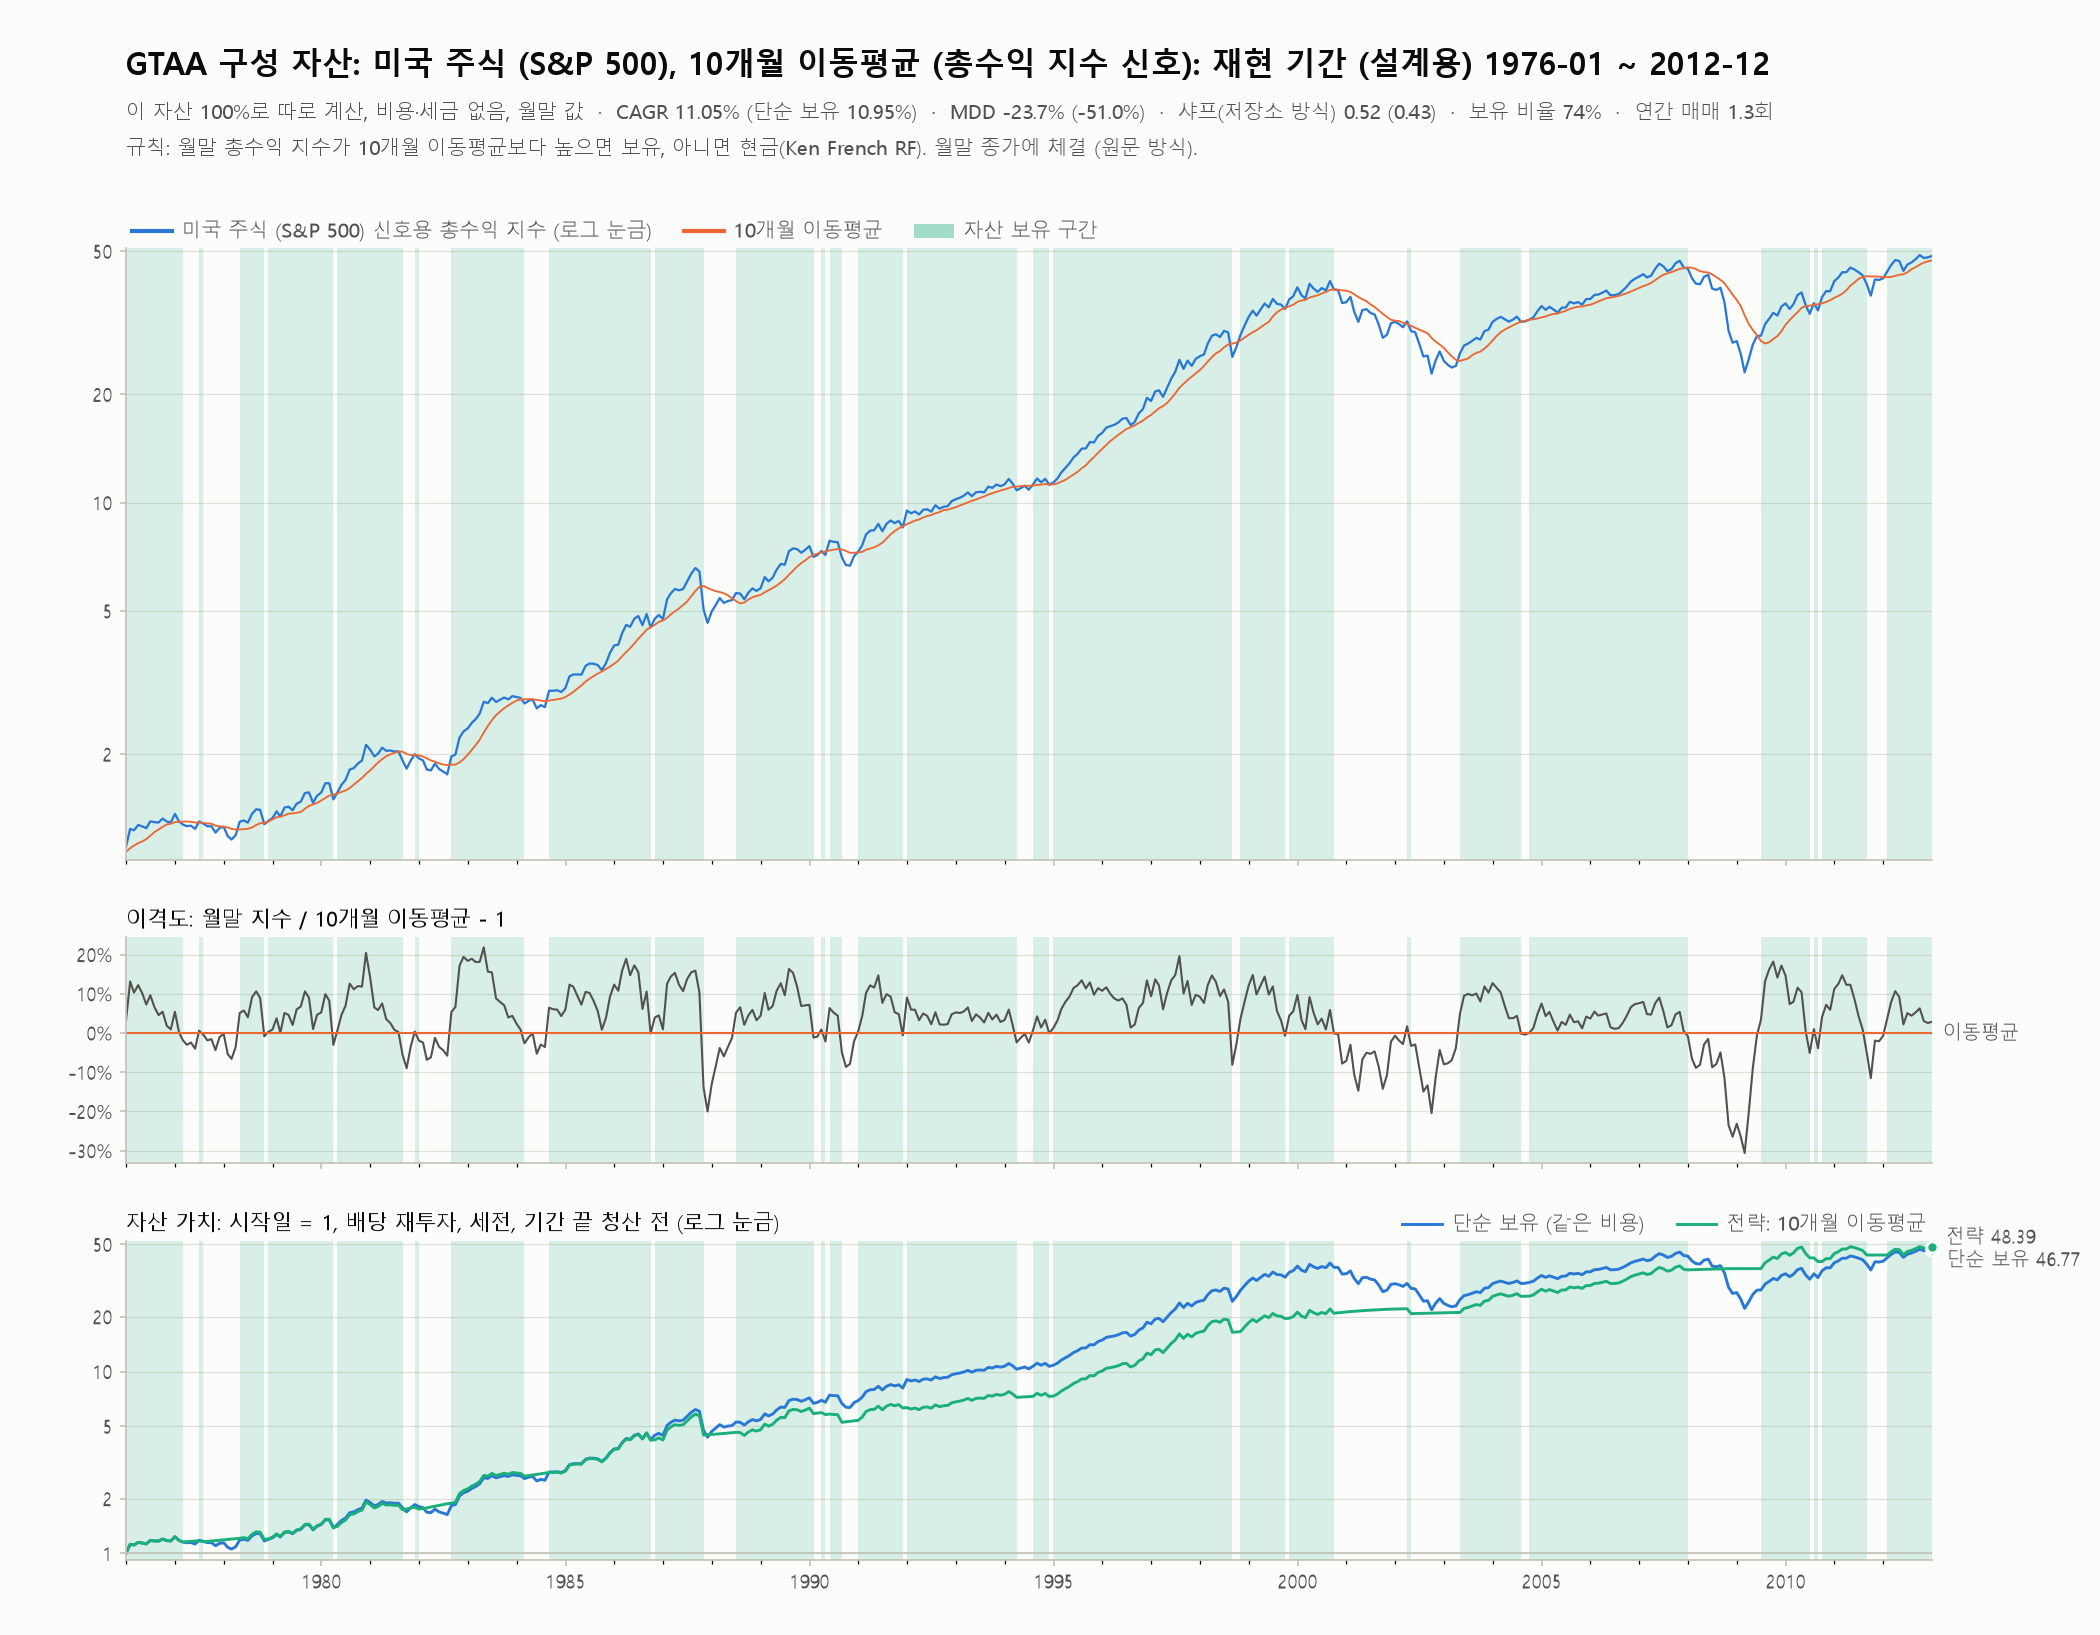 GTAA 구성 자산: 미국 주식 (S&P 500), 10개월 이동평균 (총수익 지수 신호): 재현 기간 (설계용) 1976-01 ~ 2012-12
이 자산 100%로 따로 계산, 비용·세금 없음, 월말 값 · CAGR 11.05% (단순 보유 10.95%) · MDD -23.7% (-51.0%) · 샤프(저장소 방식) 0.52 (0.43) · 보유 비율 74% · 연간 매매 1.3회
규칙: 월말 총수익 지수가 10개월 이동평균보다 높으면 보유, 아니면 현금(Ken French RF). 월말 종가에 체결 (원문 방식).
미국 주식 (S&P 500) 신호용 총수익 지수 (로그 눈금) 10개월 이동평균 자산 보유 구간
50
20
10
5
2
이격도: 월말 지수 / 10개월 이동평균 - 1
20%
10%
0%
이동평균
-10%
-20%
-30%
자산 가치: 시작일 = 1, 배당 재투자, 세전, 기간 끝 청산 전 (로그 눈금)
단순 보유 (같은 비용) 전략: 10개월 이동평균
전략 48.39
단순 보유 46.77
50
20
10
5
2
1
1980 1985 1990 1995 2000 2005 2010